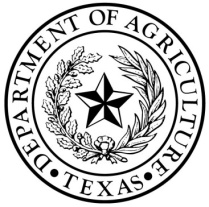 DEPARTMENT OF AGRICULTURE
•TEXAS•